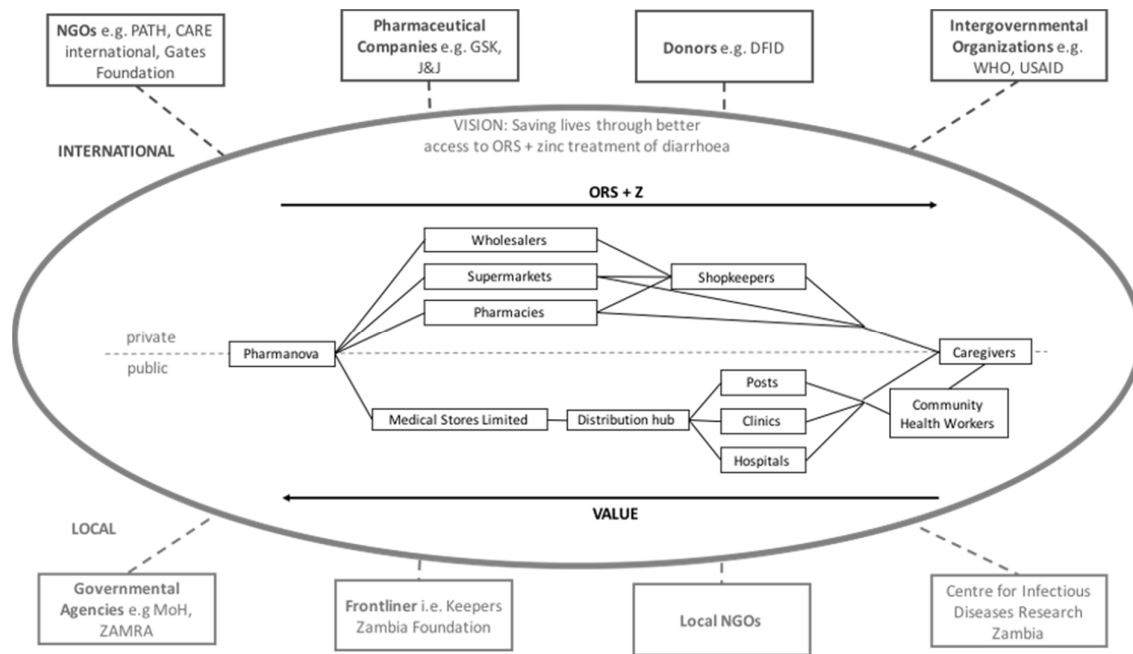 NGOs e.g. PATH, CARE
international, Gates
Foundation
Pharmaceutical
Companies e.g. GSK,
J&J
Donors e.g. DFID
Intergovernmental
Organizations e.g.
WHO, USAID
INTERNATIONAL
VISION: Saving lives through better
access to ORS + zinc treatment of diarrhoea
ORS + Z
Wholesalers
Supermarkets
Shopkeepers
Pharmacies
private
public
Pharmanova
Caregivers
Posts
Medical Stores Limited
Distribution hub
Clinics
Community
Health Workers
Hospitals
VALUE
LOCAL
Governmental
Agencies e.g MoH,
ZAMRA
Frontliner i.e. Keepers
Zambia Foundation
Local NGOs
Centre for Infectious
Diseases Research
Zambia